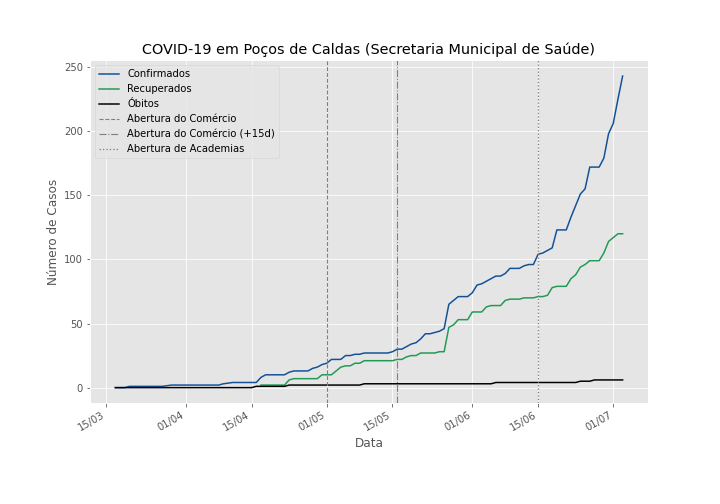 COVID-19 em Poços de Caldas (Secretaria Municipal de Saúde)
Confirmados
Recuperados
Óbitos
Abertura do Comércio
Abertura do Comércio (+15d)
Abertura de Academias
Número de Casos
250
200
150
100
50
0
15/03
01/04
15/04
01/05
15/05
01/06
15/06
01/07
Data